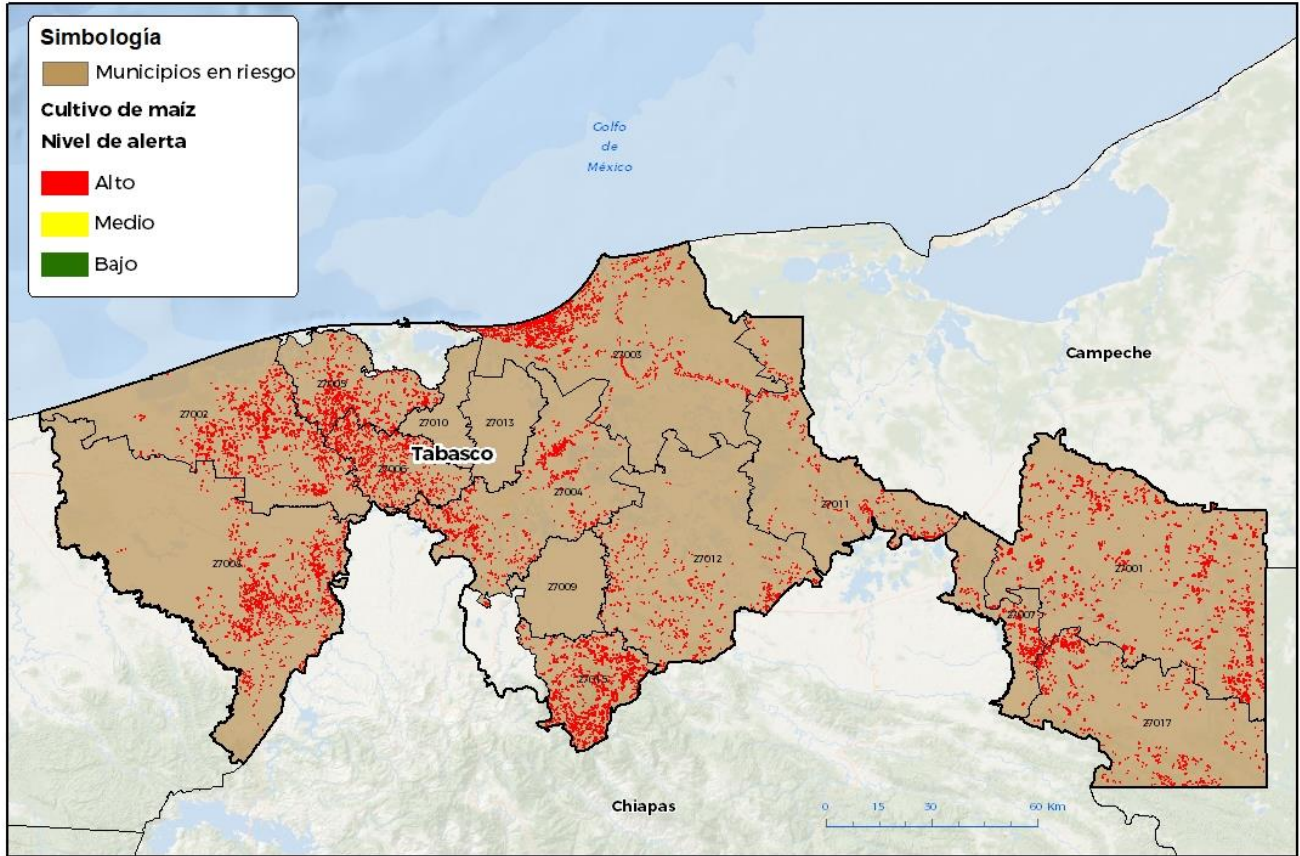 Simbología
Municipios en riesgo
Cultivo de maíz
Nivel de alerta
Alto
Medio
Bajo
Golfo
de
México
Campeche
27003
27002
27005
27010
27013
Tabasco
27006
27004
27011
27012
27001
27008
27009
27007
27015
27017
Chiapas
0 15 30 60 Km